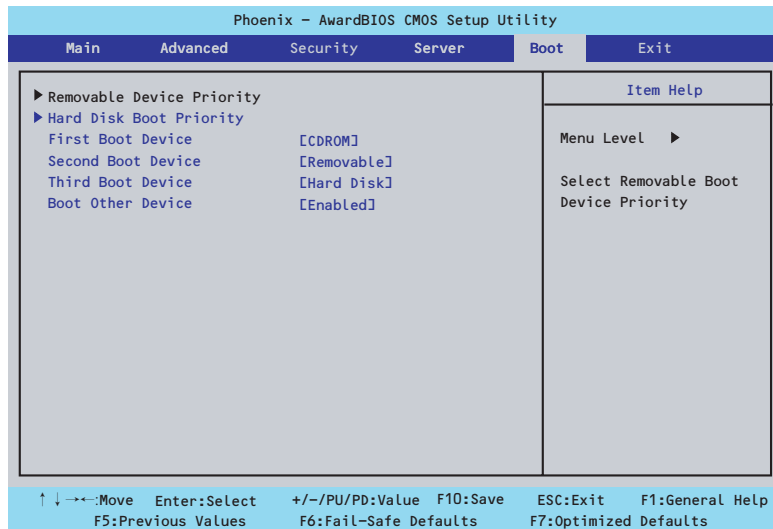 Phoenix – AwardBIOS CMOS Setup Utility
Main Advanced Security Server Boot Exit
▶Removable Device Priority
▶Hard Disk Boot Priority
First Boot Device [CDROM]
Second Boot Device [Removable]
Third Boot Device [Hard Disk]
Boot Other Device [Enabled]
Item Help
Menu Level ▶
Select Removable Boot
Device Priority
↑↓→←:Move Enter:Select +/–/PU/PD:Value F10:Save ESC:Exit F1:General Help
F5:Previous Values F6:Fail–Safe Defaults F7:Optimized Defaults